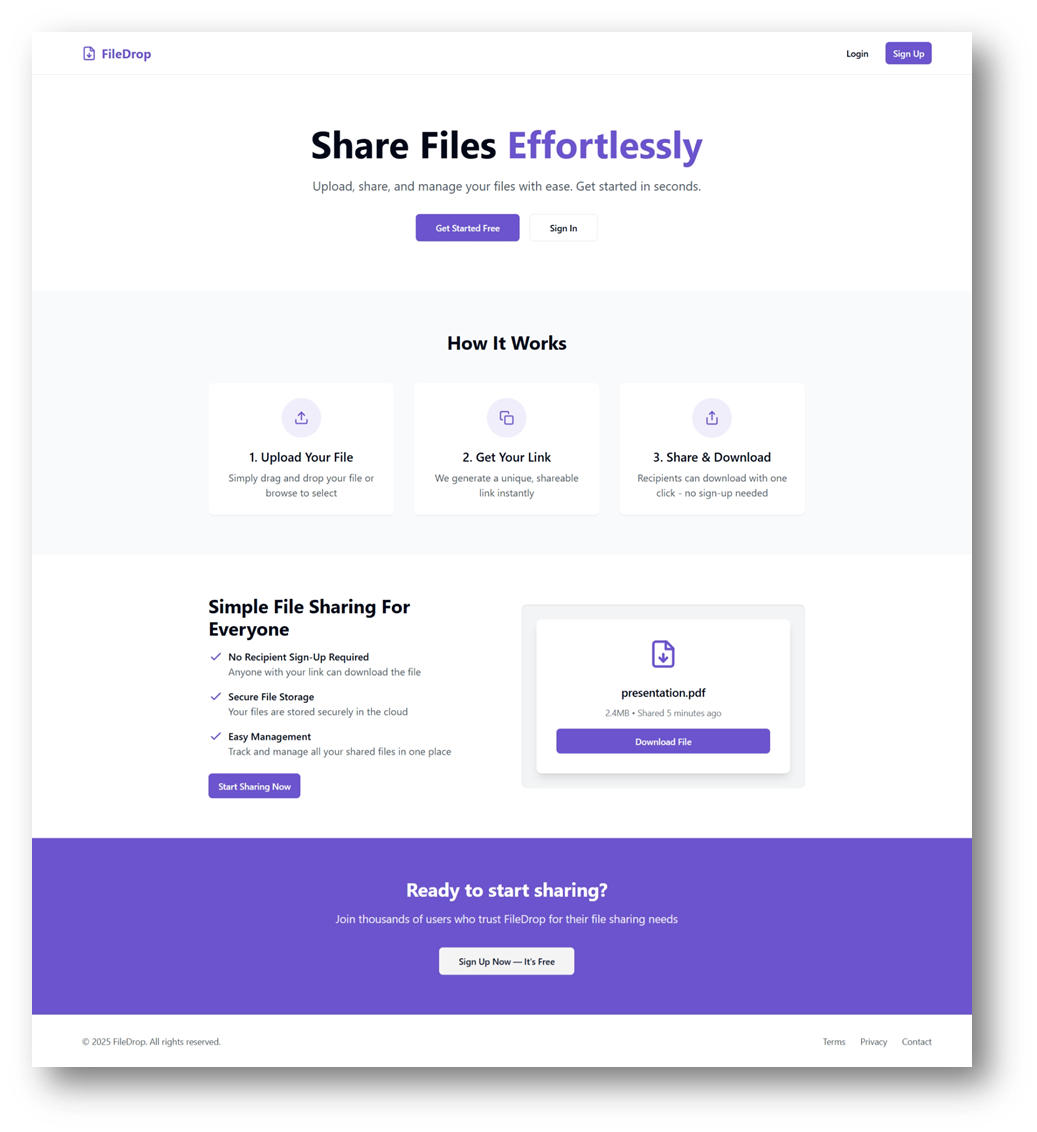 FileDrop
Login
Sign Up
Share Files Effortlessly
Upload, share, and manage your files with ease. Get started in seconds.
Get Started Free
Sign In
How It Works
1. Upload Your File
Simply drag and drop your file or
browse to select
2. Get Your Link
We generate a unique, shareable
link instantly
3. Share & Download
Recipients can download with one
click - no sign-up needed
Simple File Sharing For
Everyone
No Recipient Sign-Up Required
Anyone with your link can download the file
Secure File Storage
Your files are stored securely in the cloud
Easy Management
Track and manage all your shared files in one place
Start Sharing Now
presentation.pdf
2.4MB • Shared 5 minutes ago
Download File
Ready to start sharing?
Join thousands of users who trust FileDrop for their file sharing needs
Sign Up Now — It's Free
© 2025 FileDrop. All rights reserved.
Terms
Privacy
Contact